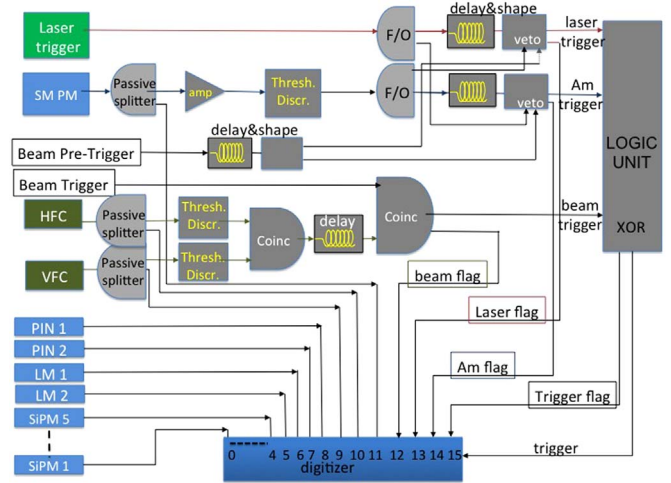 Laser
trigger
F/O
delay&shape
veto
laser
trigger
SM PM
Passive
splitter
amp
Thresh.
Discr.
F/O
veto
Am
trigger
delay&shape
Beam Pre-Trigger
LOGIC
UNIT
XOR
Beam Trigger
Coinc
beam
trigger
HFC
Passive
splitter
Thresh.
Discr.
Coinc
delay
VFC
Passive
splitter
Thresh.
Discr.
beam flag
Laser flag
Am flag
Trigger flag
trigger
PIN 1
PIN 2
LM 1
LM 2
SiPM 5
SiPM 1
0 4 5 6 7 8 9 10 11 12 13 14 15
digitizer